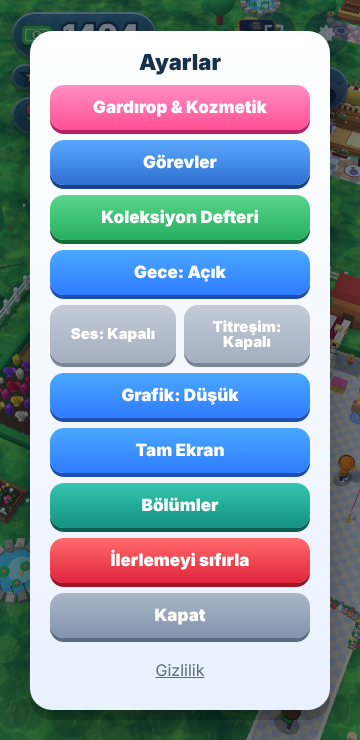 Ayarlar
Gardırop & Kozmetik
Görevler
Koleksiyon Defteri
Gece: Açık
Ses: Kapalı
Titreşim:
Kapalı
Grafik: Düşük
Tam Ekran
Bölümler
İlerlemeyi sıfırla
Kapat
Gizlilik